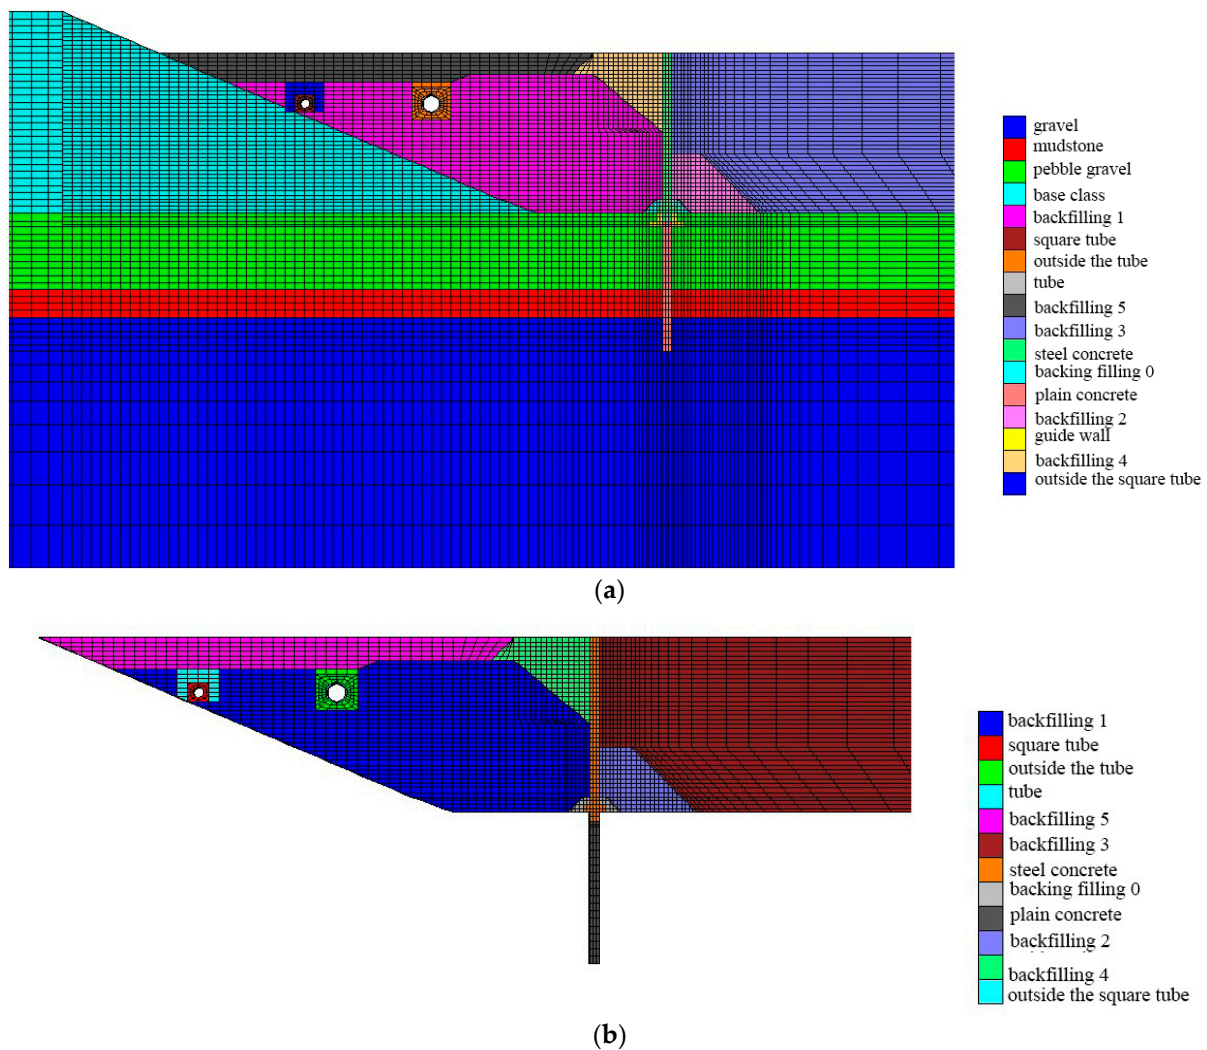 gravel
mudstone
pebble gravel
base class
backfilling 1
square tube
outside the tube
tube
backfilling 5
backfilling 3
steel concrete
backing filling 0
plain concrete
backfilling 2
guide wall
backfilling 4
outside the square tube
(a)
backfilling 1
square tube
outside the tube
tube
backfilling 5
backfilling 3
steel concrete
backing filling 0
plain concrete
backfilling 2
backfilling 4
outside the square tube
(b)